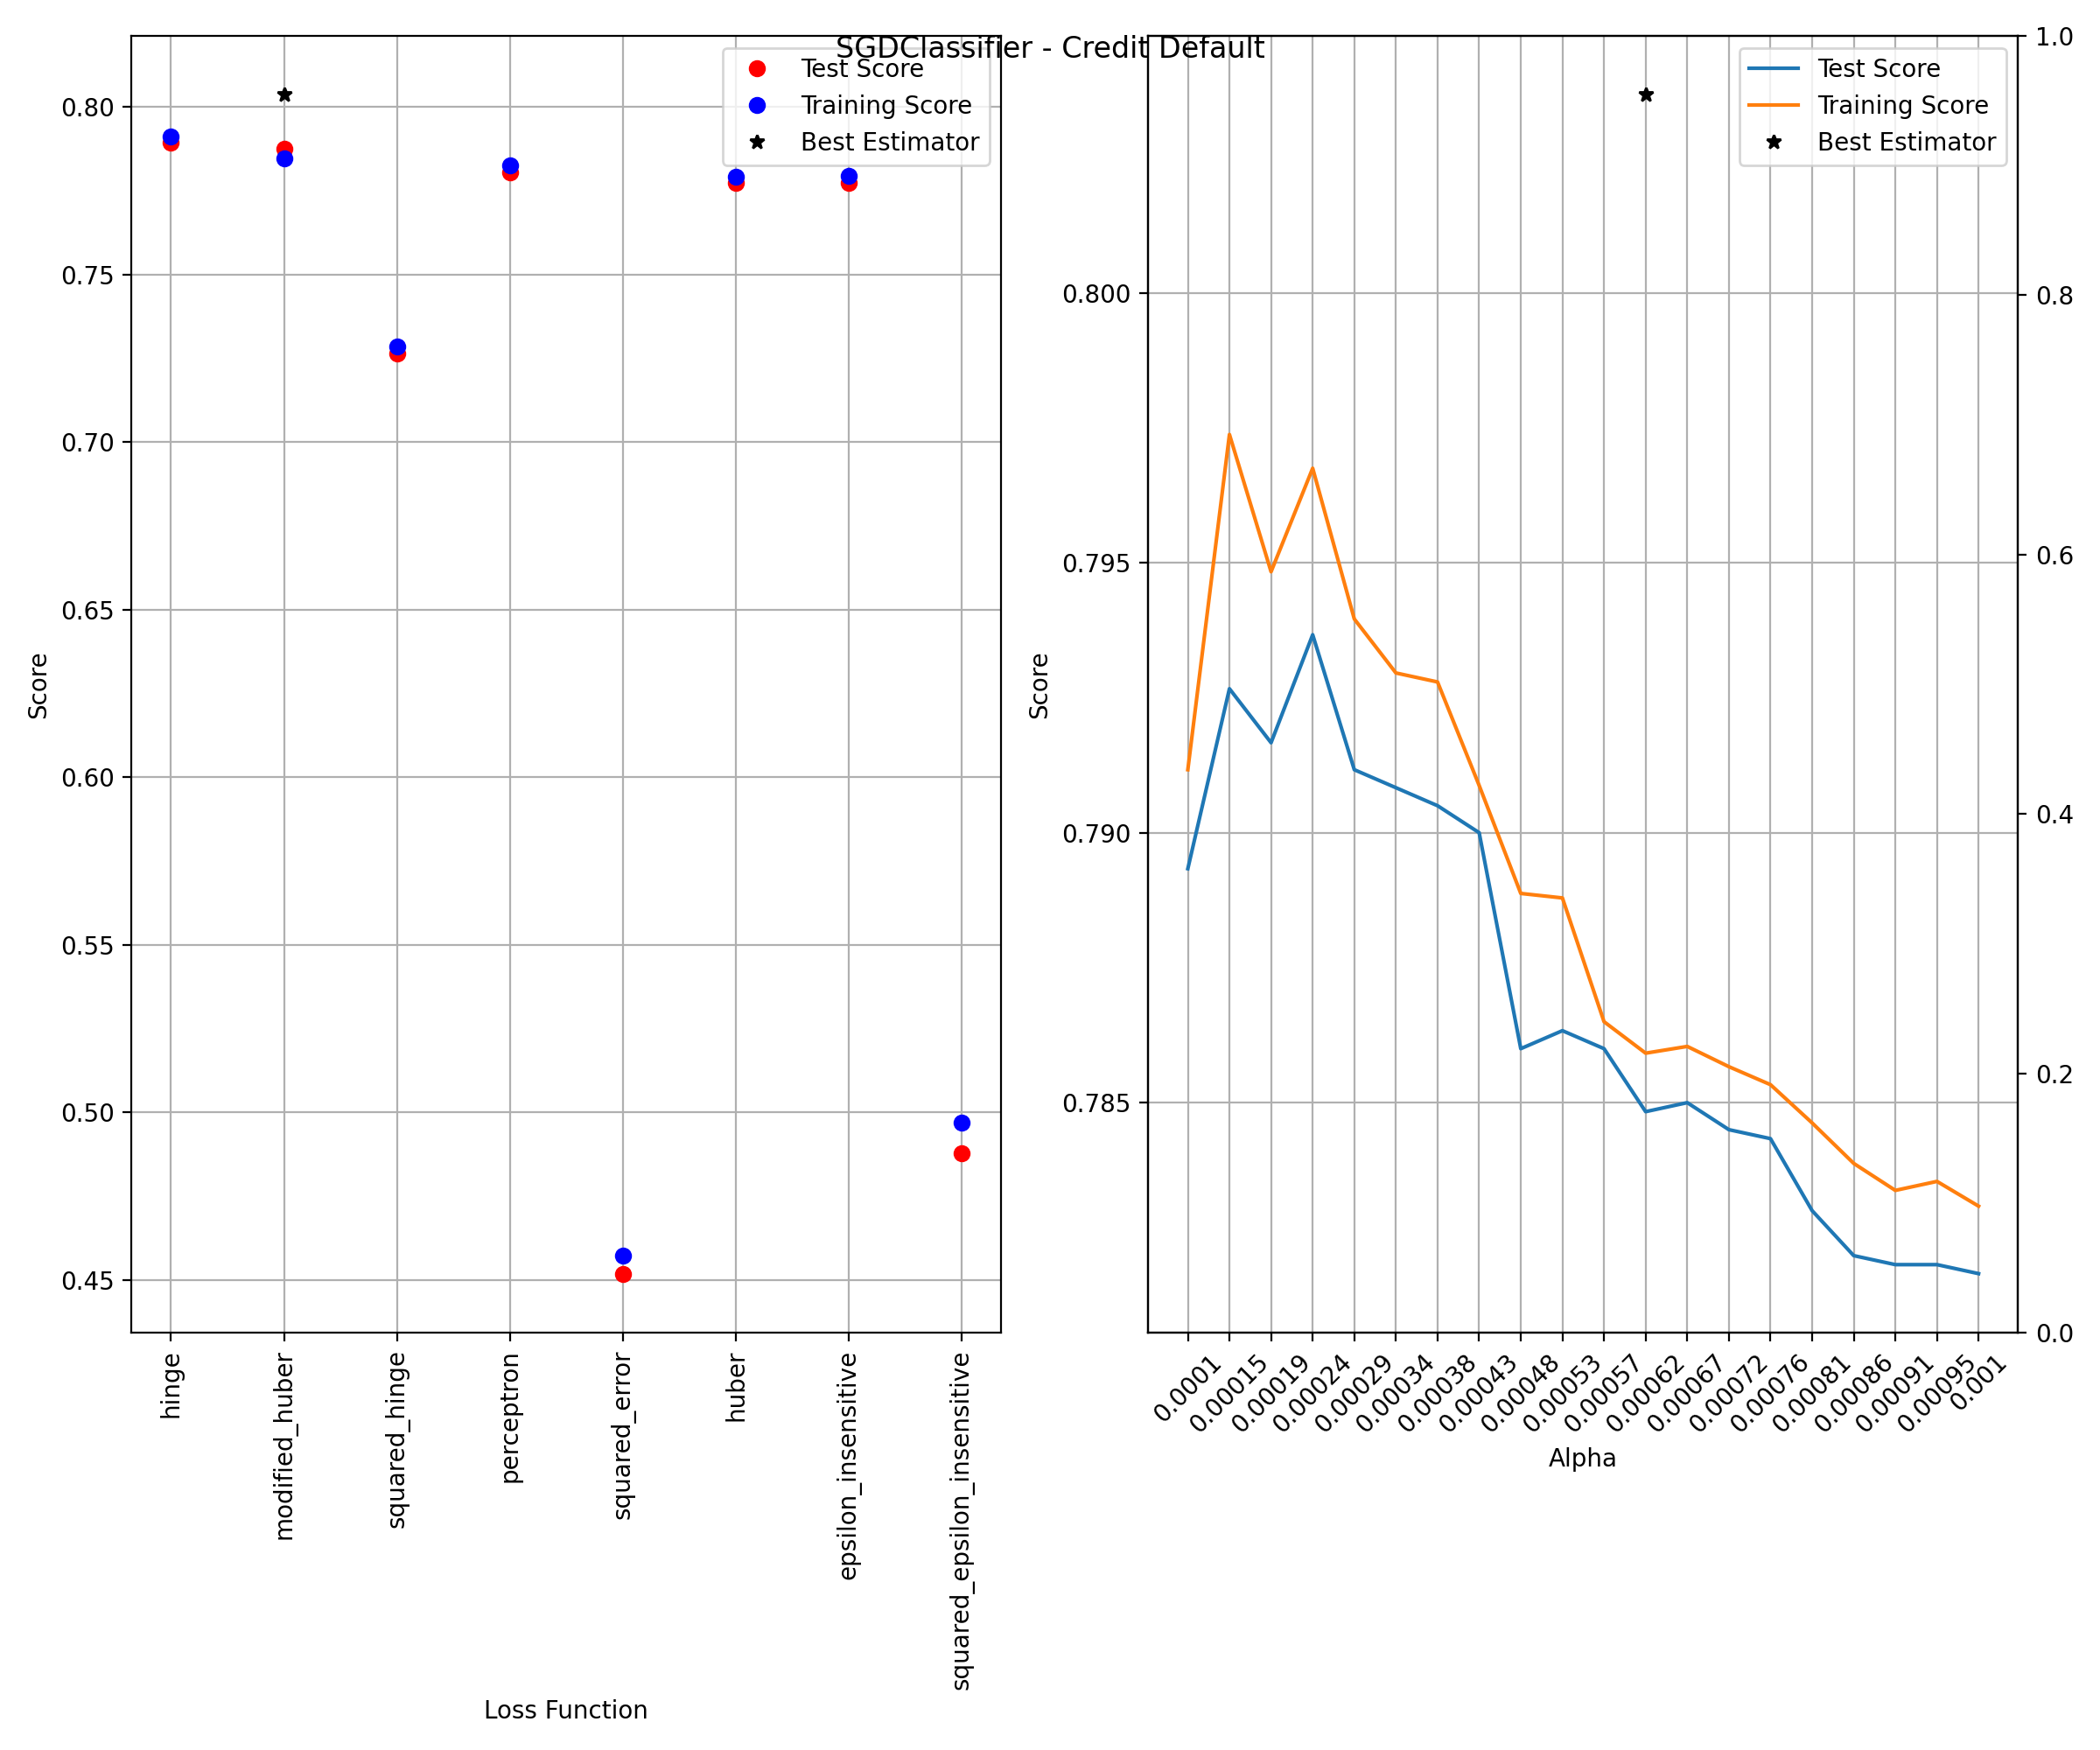 SGDClassifier - Credit Default
Test Score
Training Score
Best Estimator
0.80
0.75
0.70
0.65
0.60
0.55
0.50
0.45
Score
hinge
modified_huber
squared_hinge
perceptron
squared_error
huber
epsilon_insensitive
squared_epsilon_insensitive
Loss Function
Test Score
Training Score
Best Estimator
0.800
0.795
0.790
0.785
Score
1.0
0.8
0.6
0.4
0.2
0.0
0.0001
0.00015
0.00019
0.00024
0.00029
0.00034
0.00038
0.00043
0.00048
0.00053
0.00057
0.00062
0.00067
0.00072
0.00076
0.00081
0.00086
0.00091
0.00095
0.001
Alpha